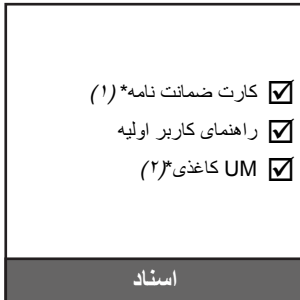 ☑ کارت ضمانت نامه* (۱)
☑ راهنمای کاربر اولیه
☑ UM کاغذی*(۲)
اسناد